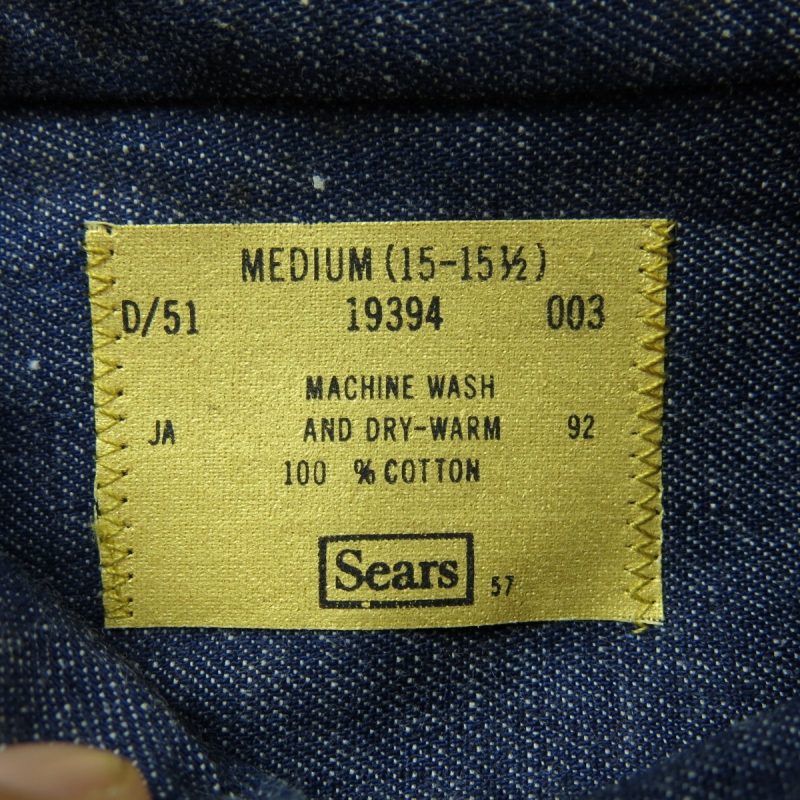 MEDIUM (15-15½)
D/51 19394 003
MACHINE WASH
JA AND DRY-WARM 92
100 % COTTON
Sears 57